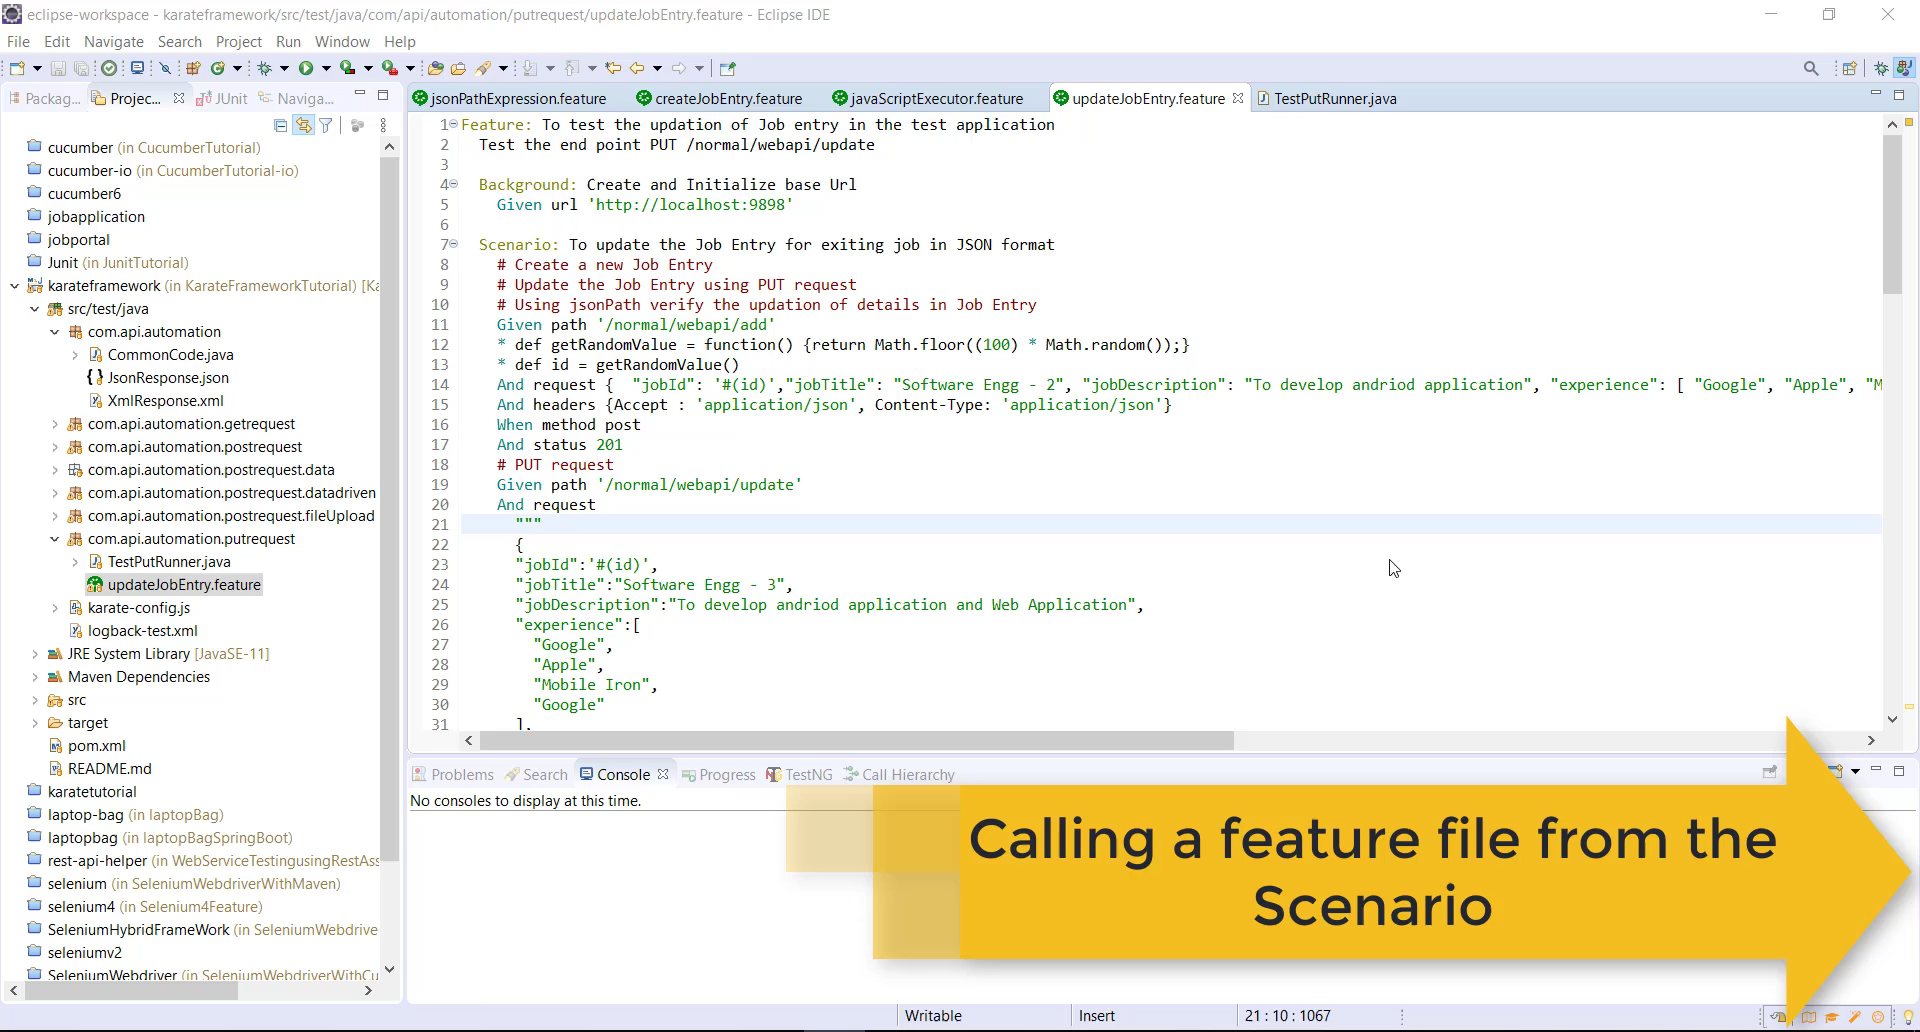 eclipse-workspace - karateframework/src/test/java/com/api/automation/putrequest/updateJobEntry.feature - Eclipse IDE
File Edit Navigate Search Project Run Window Help
Packag... Projec... JUnit Naviga...
jsonPathExpression.feature createJobEntry.feature javaScriptExecutor.feature updateJobEntry.feature TestPutRunner.java
cucumber (in CucumberTutorial)
cucumber-io (in CucumberTutorial-io)
cucumber6
jobapplication
jobportal
Junit (in JunitTutorial)
karateframework (in KarateFrameworkTutorial) [Ka
src/test/java
com.api.automation
CommonCode.java
JsonResponse.json
XmlResponse.xml
com.api.automation.getrequest
com.api.automation.postrequest
com.api.automation.postrequest.data
com.api.automation.postrequest.datadriven
com.api.automation.postrequest.fileUpload
com.api.automation.putrequest
TestPutRunner.java
updateJobEntry.feature
karate-config.js
logback-test.xml
JRE System Library [JavaSE-11]
Maven Dependencies
src
target
pom.xml
README.md
karatetutorial
laptop-bag (in laptopBag)
laptopbag (in laptopBagSpringBoot)
rest-api-helper (in WebServiceTestingusingRestAss
selenium (in SeleniumWebdriverWithMaven)
selenium4 (in Selenium4Feature)
SeleniumHybridFrameWork (in SeleniumWebdrive
seleniumv2
SeleniumWebdriver (in SeleniumWebdriverWithCu
1 Feature: To test the updation of Job entry in the test application
2 Test the end point PUT /normal/webapi/update
3
4 Background: Create and Initialize base Url
5 Given url 'http://localhost:9898'
6
7 Scenario: To update the Job Entry for exiting job in JSON format
8 # Create a new Job Entry
9 # Update the Job Entry using PUT request
10 # Using jsonPath verify the updation of details in Job Entry
11 Given path '/normal/webapi/add'
12 * def getRandomValue = function() {return Math.floor((100) * Math.random());}
13 * def id = getRandomValue()
14 And request { "jobId": '#(id)',"jobTitle": "Software Engg - 2", "jobDescription": "To develop andriod application", "experience": [ "Google", "Apple", "M
15 And headers {Accept : 'application/json', Content-Type: 'application/json'}
16 When method post
17 And status 201
18 # PUT request
19 Given path '/normal/webapi/update'
20 And request
21 """
22 {
23 "jobId":'#(id)',
24 "jobTitle":"Software Engg - 3",
25 "jobDescription":"To develop andriod application and Web Application",
26 "experience":[
27 "Google",
28 "Apple",
29 "Mobile Iron",
30 "Google"
31 ],
Problems Search Console Progress TestNG Call Hierarchy
No consoles to display at this time.
Calling a feature file from the
Scenario
Writable Insert 21 : 10 : 1067